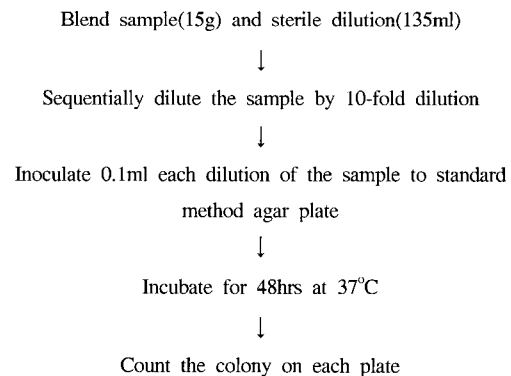 Blend sample(15g) and sterile dilution(135ml)
↓
Sequentially dilute the sample by 10-fold dilution
↓
Inoculate 0.1ml each dilution of the sample to standard
method agar plate
↓
Incubate for 48hrs at 37°C
↓
Count the colony on each plate